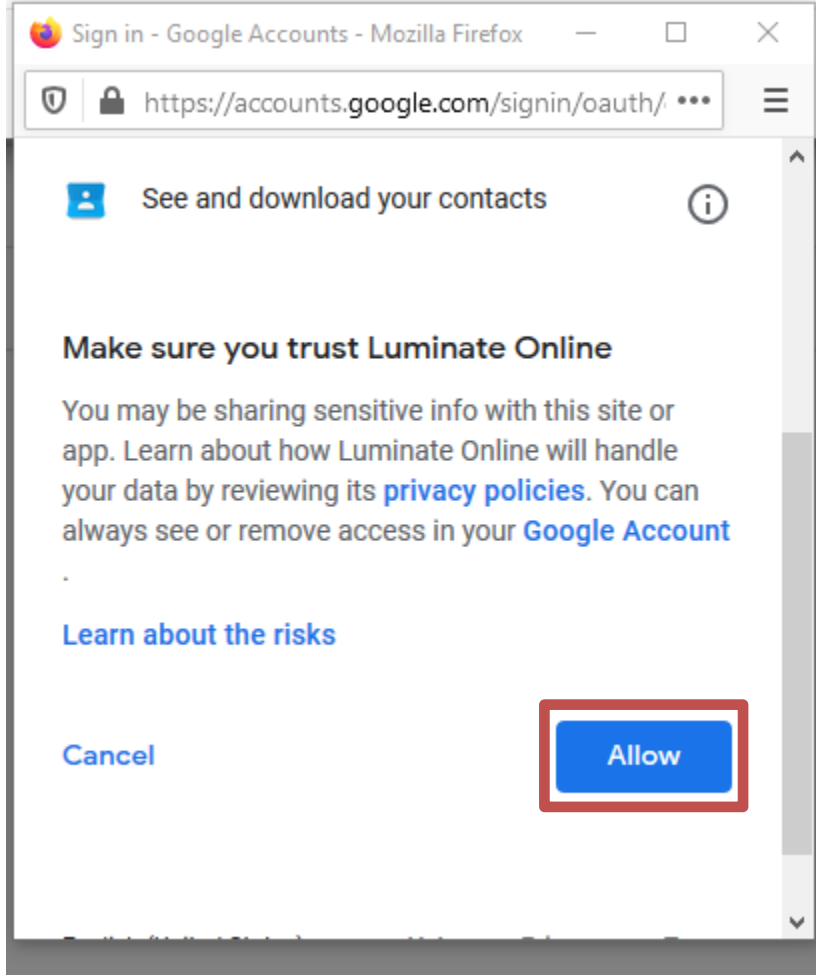 Sign in - Google Accounts - Mozilla Firefox
https://accounts.google.com/signin/oauth/
See and download your contacts
Make sure you trust Luminate Online
You may be sharing sensitive info with this site or
app. Learn about how Luminate Online will handle
your data by reviewing its privacy policies. You can
always see or remove access in your Google Account
.
Learn about the risks
Cancel
Allow